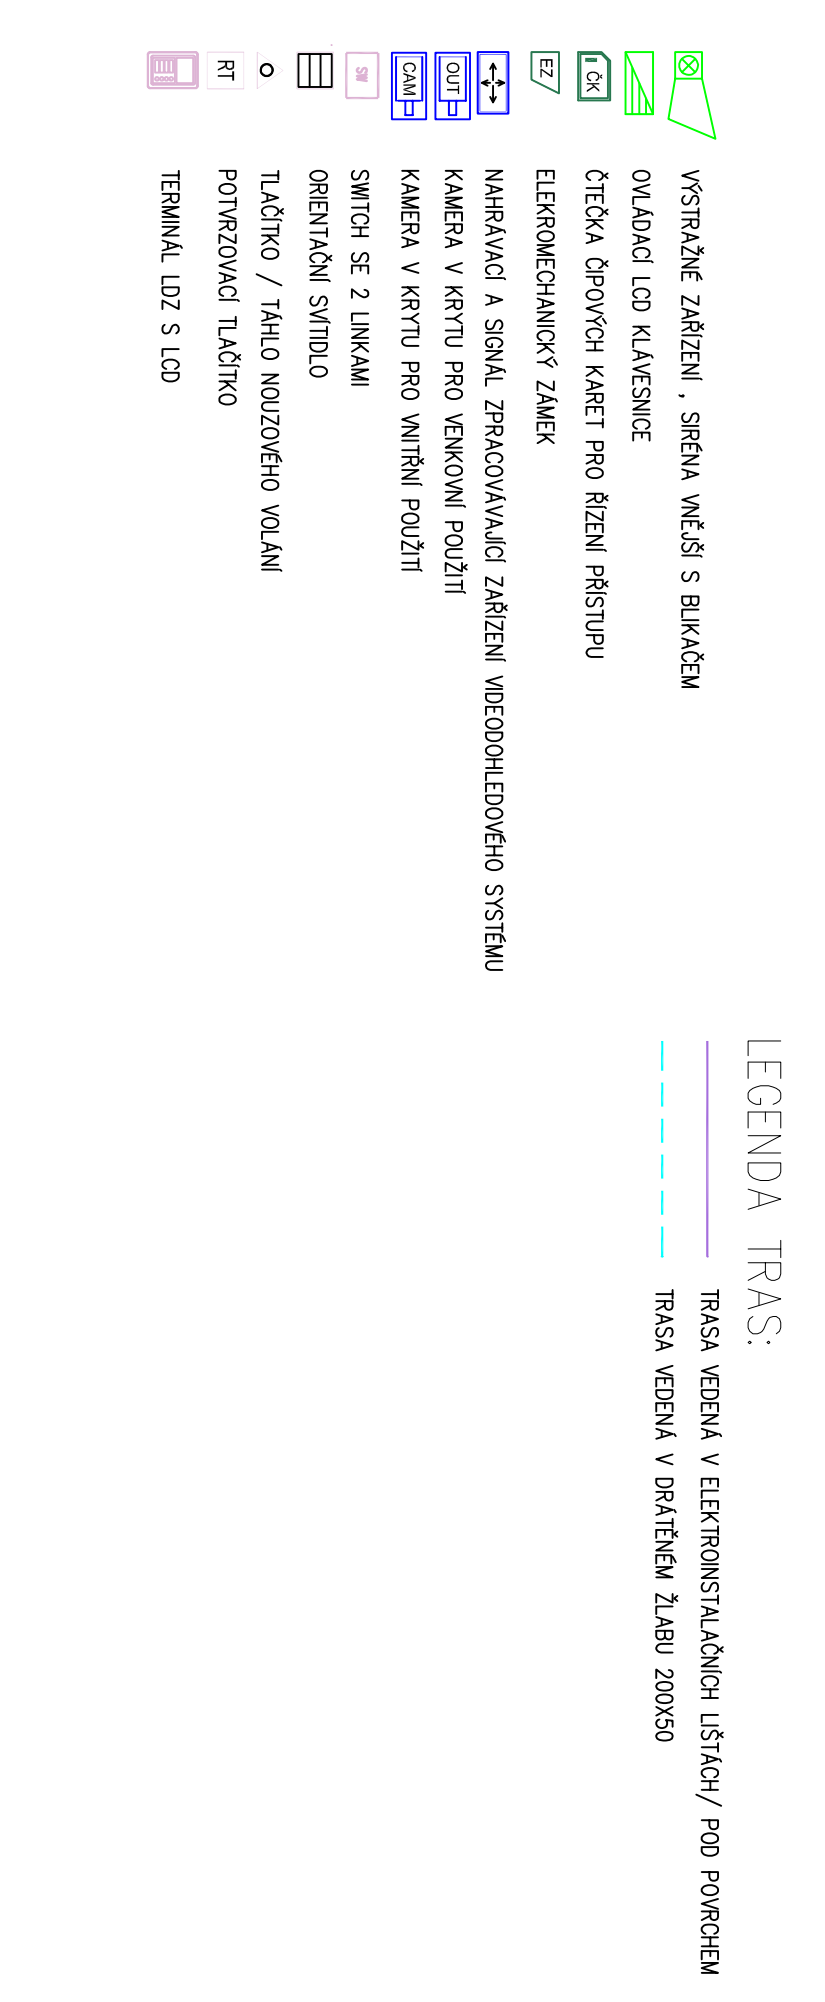 VÝSTRAŽNÉ ZAŘÍZENÍ , SIRÉNA VNĚJŠÍ S BLIKAČEM
OVLÁDACÍ LCD KLÁVESNICE
ČK ČTEČKA ČIPOVÝCH KARET PRO ŘÍZENÍ PŘÍSTUPU
EZ ELEKROMECHANICKÝ ZÁMEK
NAHRÁVACÍ A SIGNÁL ZPRACOVÁVAJÍCÍ ZAŘÍZENÍ VIDEODOHLEDOVÉHO SYSTÉMU
OUT KAMERA V KRYTU PRO VENKOVNÍ POUŽITÍ
CAM KAMERA V KRYTU PRO VNITŘNÍ POUŽITÍ
SW SWITCH SE 2 LINKAMI
ORIENTAČNÍ SVÍTIDLO
TLAČÍTKO / TÁHLO NOUZOVÉHO VOLÁNÍ
RT POTVRZOVACÍ TLAČÍTKO
TERMINÁL LDZ S LCD
LEGENDA TRAS:
TRASA VEDENÁ V ELEKTROINSTALAČNÍCH LIŠTÁCH/ POD POVRCHEM
TRASA VEDENÁ V DRÁTĚNÉM ŽLABU 200X50